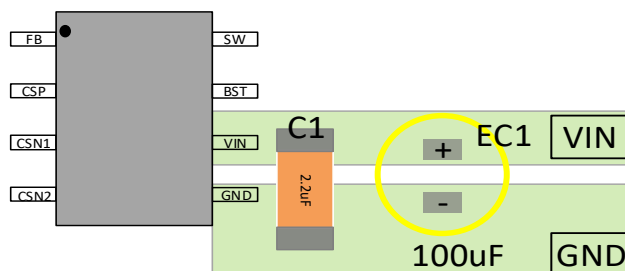 FB
SW
CSP
BST
C1
EC1
VIN
CSN1
VIN
+
2.2uF
CSN2
GND
-
100uF
GND